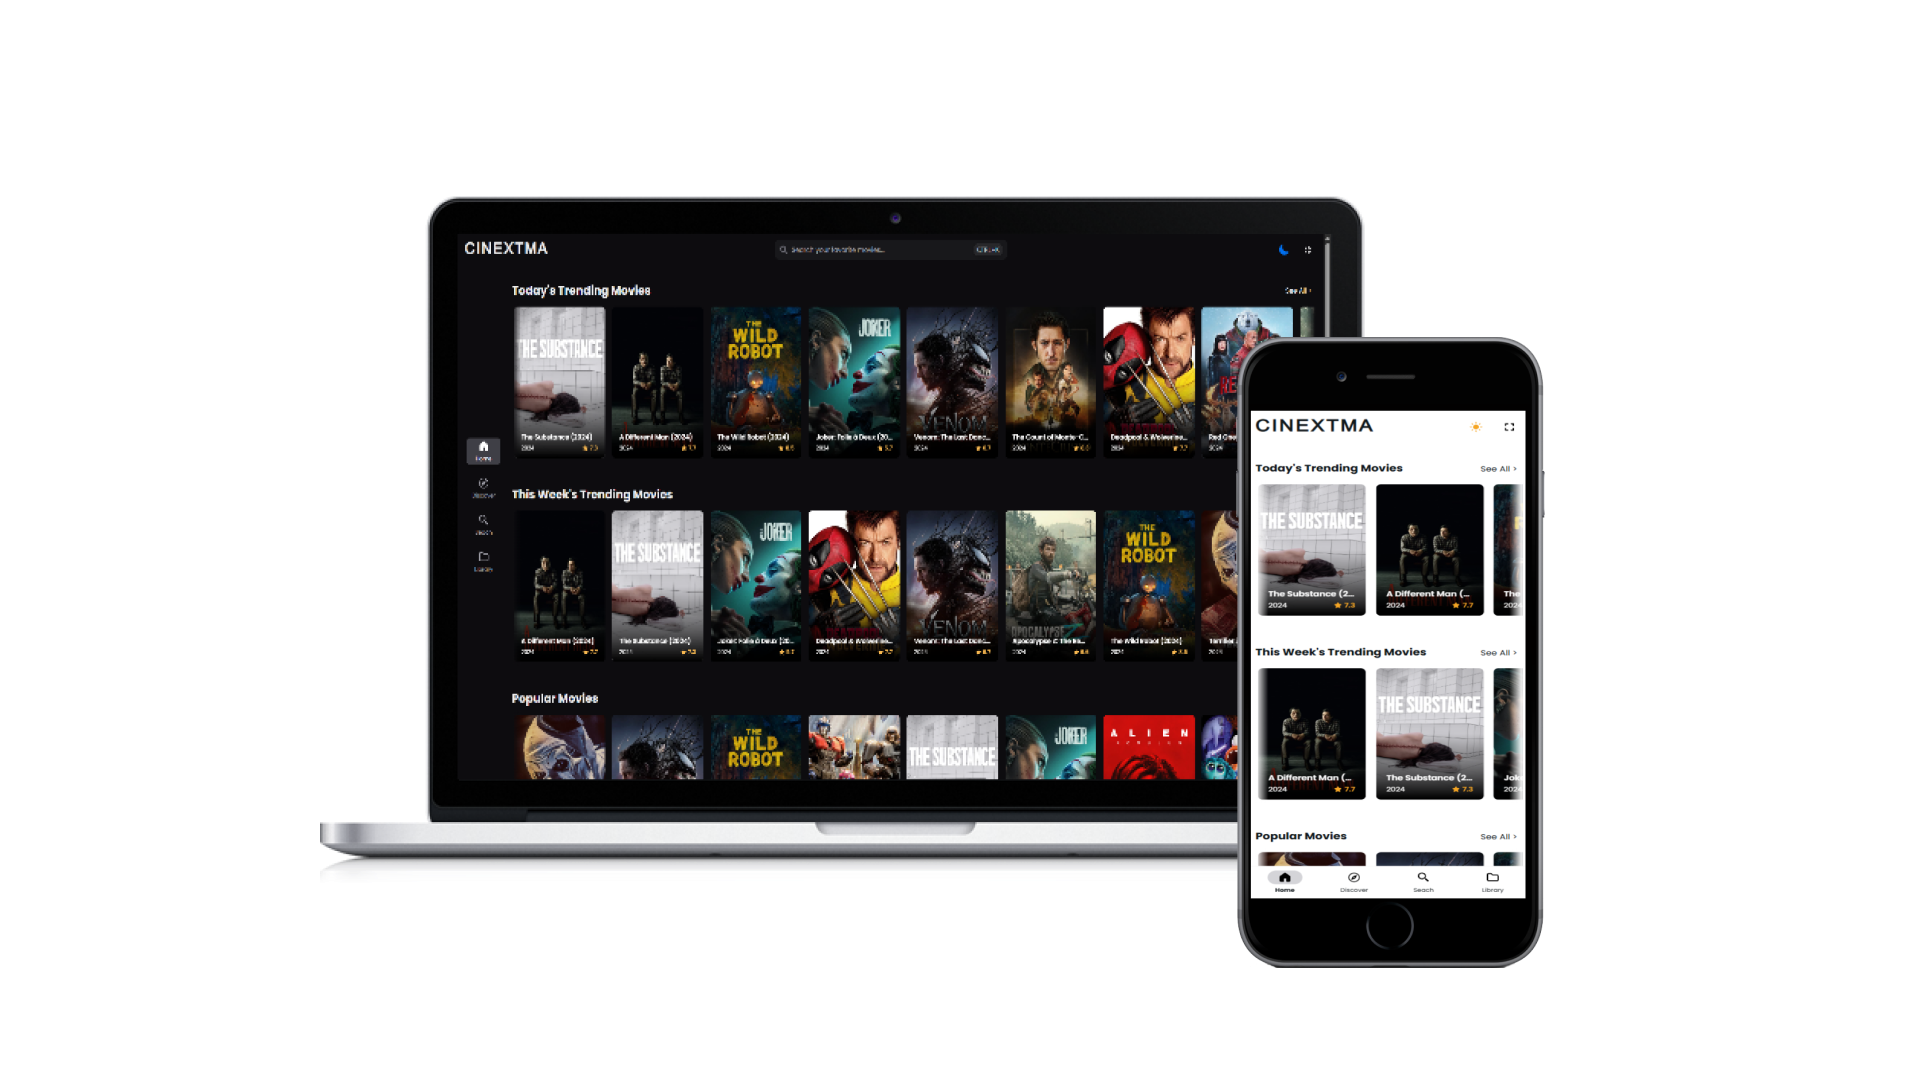 CINEXTMA
Search your favorite movies...
CTRL+K
Today's Trending Movies
See All >
THE SUBSTANCE
The Substance (2024)
2024 7.3
A Different Man (2024)
2024 7.7
THE WILD ROBOT
The Wild Robot (2024)
2024 8.5
JOKER
Joker: Folie à Deux (20...
2024 5.7
VENOM
Venom: The Last Danc...
2024 6.7
The Count of Monte-C...
2024
Deadpool & Wolverine...
2024 7.7
Red One
2024
Home
Discover
Seach
Library
This Week's Trending Movies
A Different Man (2024)
2024 7.7
THE SUBSTANCE
The Substance (2024)
2024 7.3
JOKER
Joker: Folie à Deux (20...
2024 5.7
Deadpool & Wolverine...
2024 7.7
VENOM
Venom: The Last Danc...
2024 6.7
APOCALYPSE Z
Apocalypse Z: The Be...
2024 6.8
THE WILD ROBOT
The Wild Robot (2024)
2024 8.5
Terrifier
2024
Popular Movies
THE WILD ROBOT
THE SUBSTANCE
JOKER
ALIEN
CINEXTMA
Today's Trending Movies
See All >
THE SUBSTANCE
The Substance (2...
2024 7.3
A Different Man (...
2024 7.7
The
2024
This Week's Trending Movies
See All >
A Different Man (...
2024 7.7
THE SUBSTANCE
The Substance (2...
2024 7.3
Joke
2024
Popular Movies
See All >
Home
Discover
Seach
Library